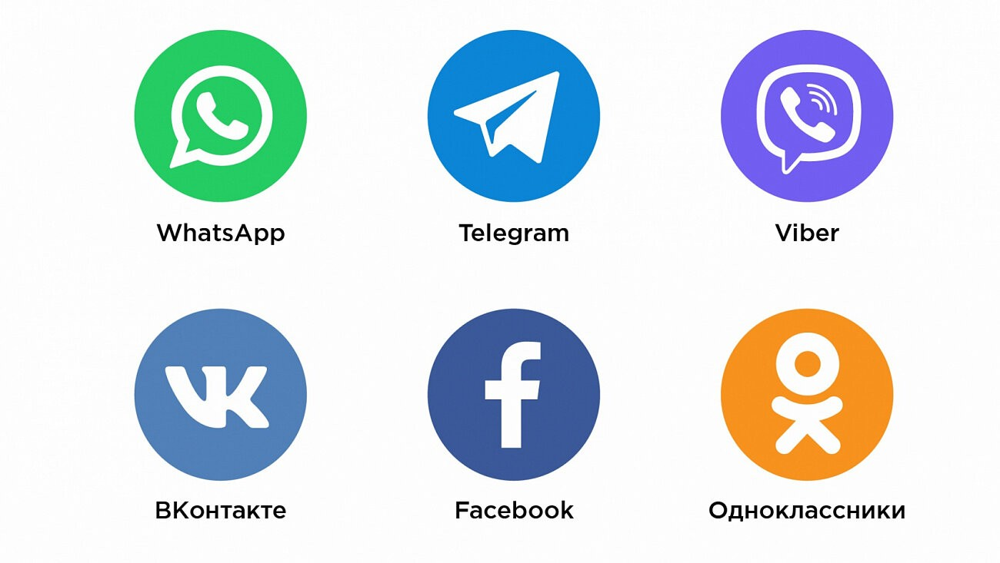 WhatsApp
Telegram
Viber
ВКонтакте
Facebook
Одноклассники